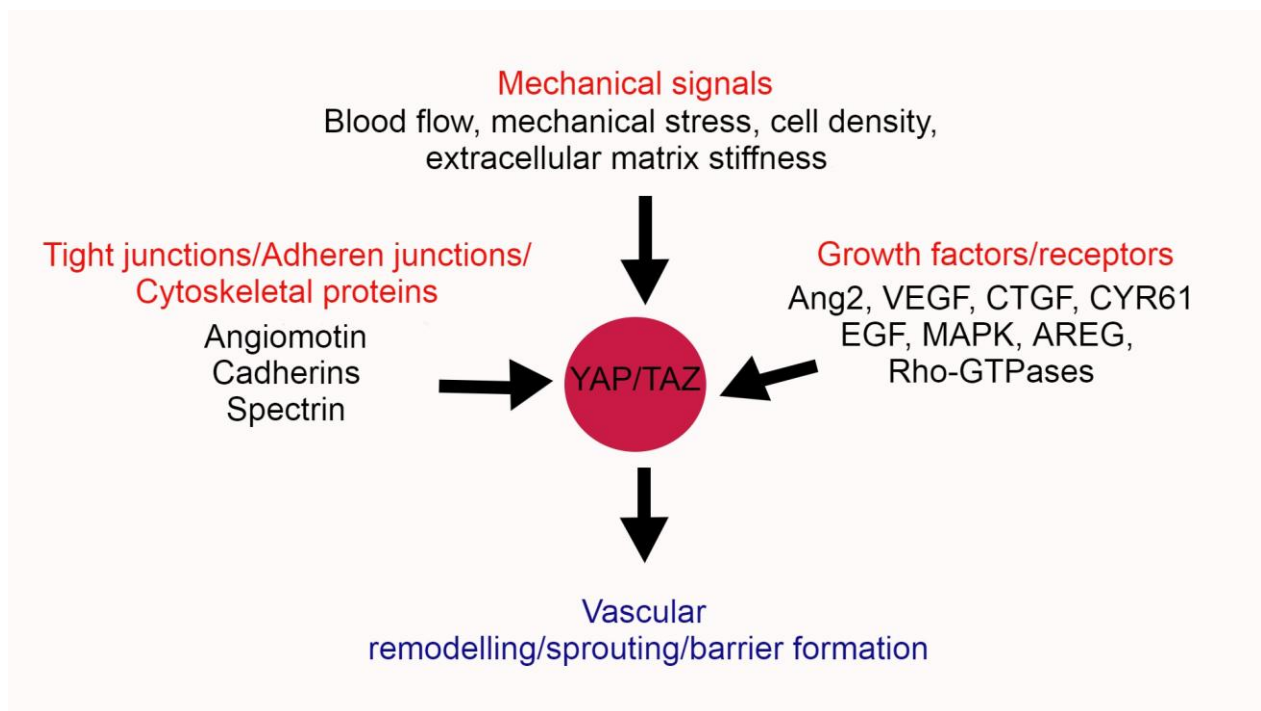 Mechanical signals
Blood flow, mechanical stress, cell density,
extracellular matrix stiffness
Tight junctions/Adheren junctions/
Cytoskeletal proteins
Angiomotin
Cadherins
Spectrin
Growth factors/receptors
Ang2, VEGF, CTGF, CYR61
EGF, MAPK, AREG,
Rho-GTPases
YAP/TAZ
Vascular
remodelling/sprouting/barrier formation